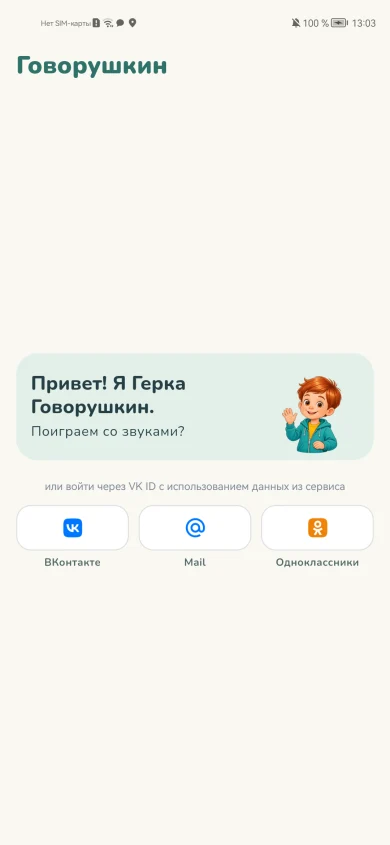 Нет SIM-карты
100 %
13:03
Говорушкин
Привет! Я Герка
Говорушкин.
Поиграем со звуками?
или войти через VK ID с использованием данных из сервиса
ВКонтакте
Mail
Одноклассники